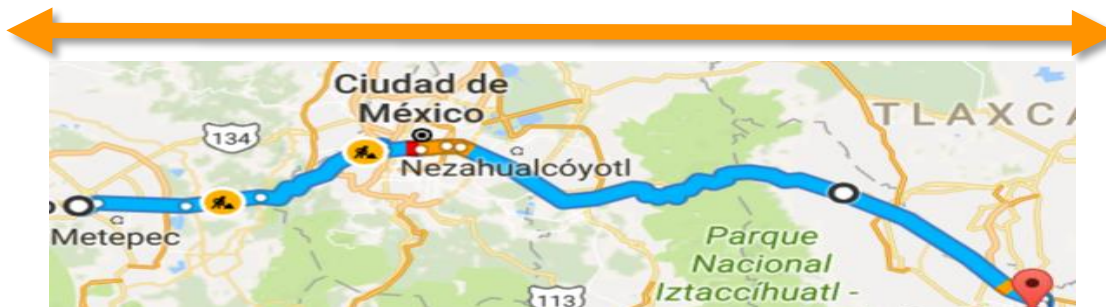 Ciudad de
México
TLAXCA
134
Nezahualcóyotl
Metepec
Parque
Nacional
Iztaccíhuatl -
113